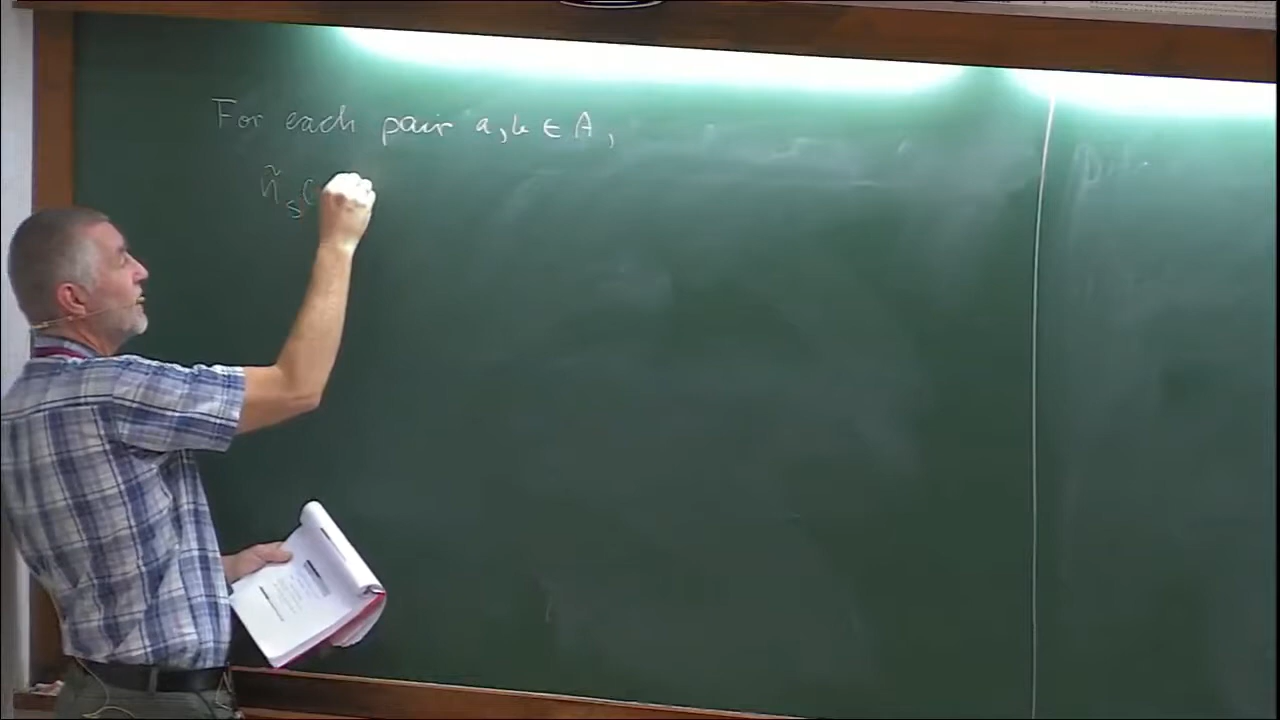 For each pair a, b ∈ A,
ñ_S(